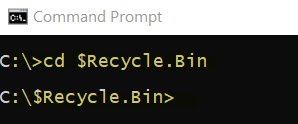 Command Prompt
C:\>cd $Recycle.Bin
C:\$Recycle.Bin>